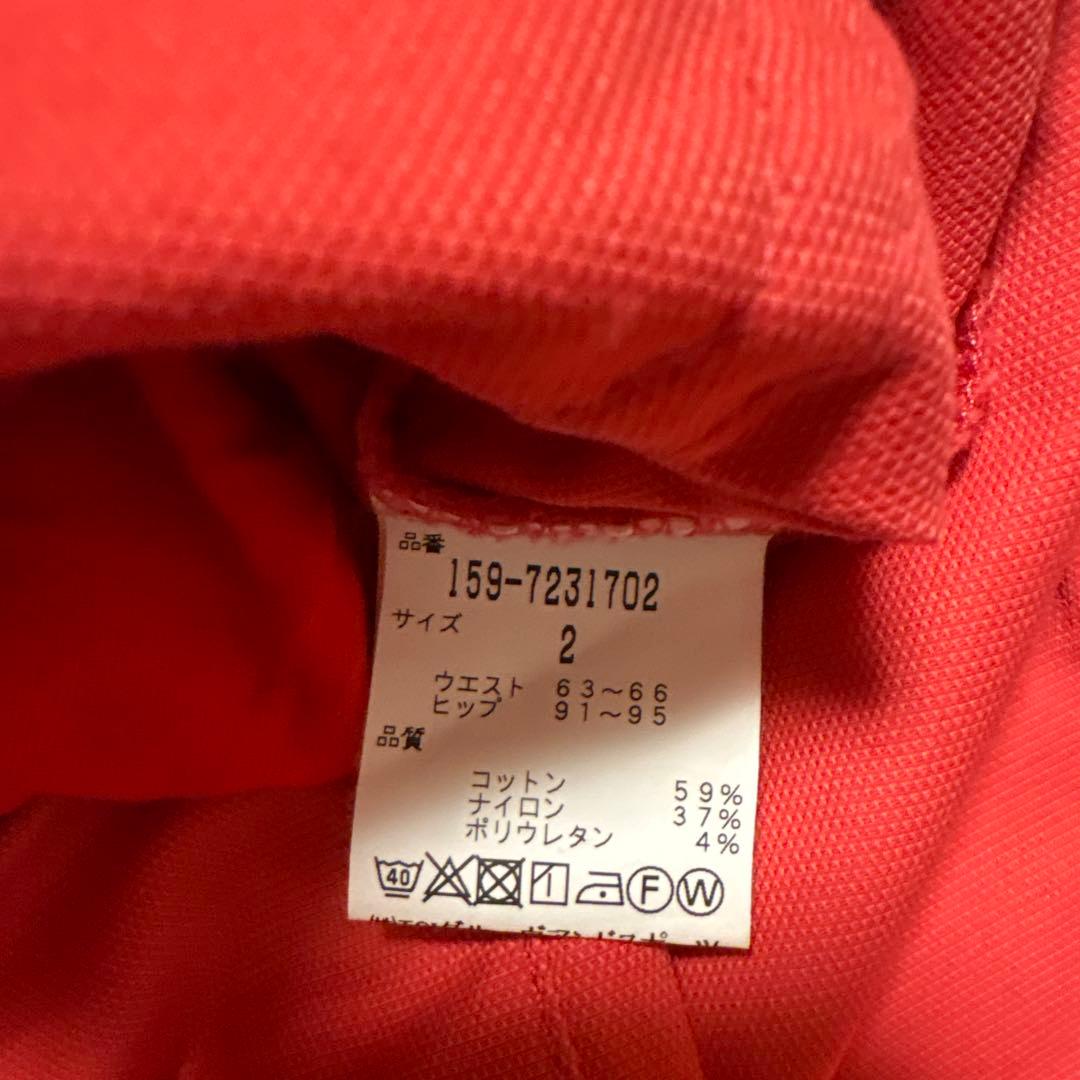 品番
159-7231702
サイズ
2
ウエスト 63~66
ヒップ 91~95
品質
コットン 59%
ナイロン 37%
ポリウレタン 4%
40
F W